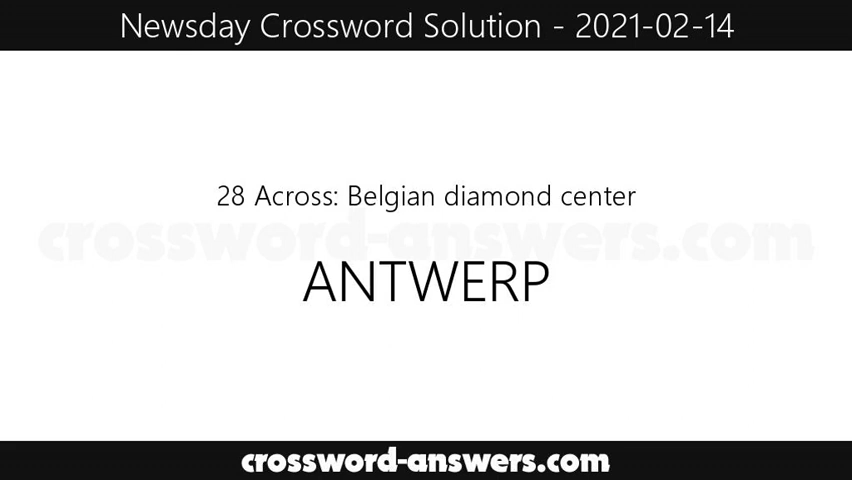 Newsday Crossword Solution - 2021-02-14
28 Across: Belgian diamond center
crossword-answers.com
ANTWERP
crossword-answers.com